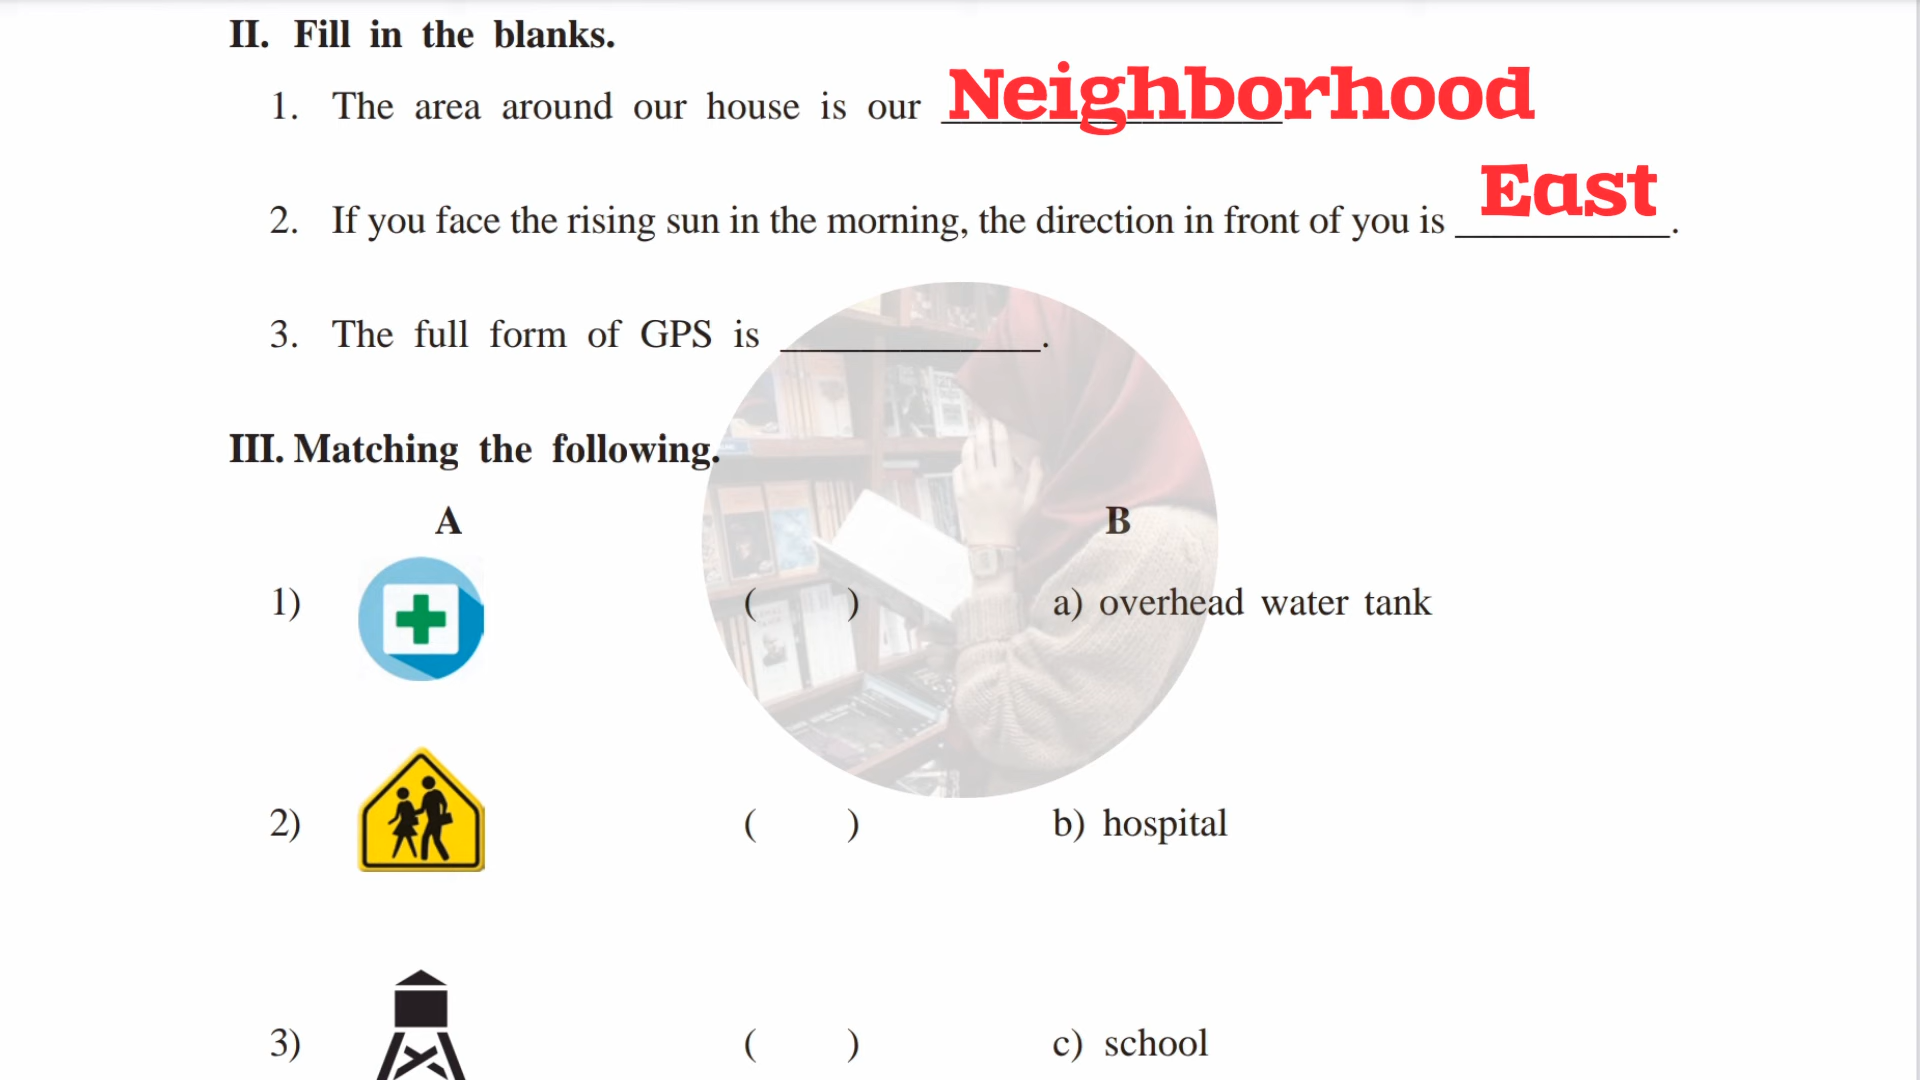 II. Fill in the blanks.
1. The area around our house is our Neighborhood
2. If you face the rising sun in the morning, the direction in front of you is East.
3. The full form of GPS is ____________.
III. Matching the following.
A B
1) ( ) a) overhead water tank
2) ( ) b) hospital
3) ( ) c) school